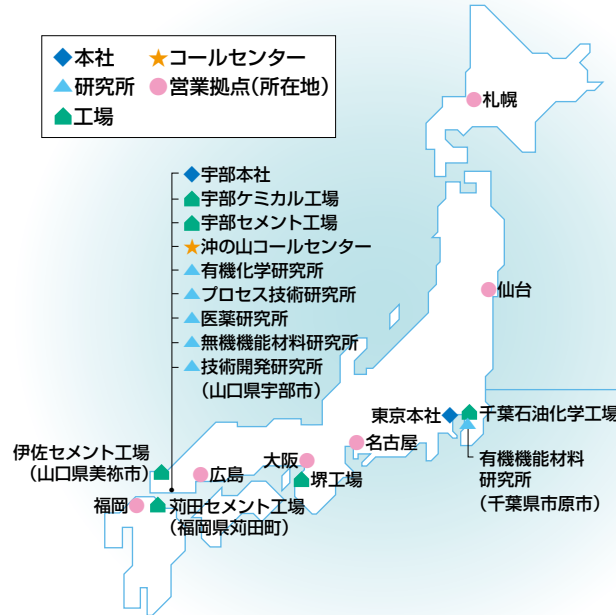 本社
コールセンター
研究所
営業拠点(所在地)
工場
札幌
宇部本社
宇部ケミカル工場
宇部セメント工場
沖の山コールセンター
有機化学研究所
プロセス技術研究所
医薬研究所
無機機能材料研究所
技術開発研究所
(山口県宇部市)
仙台
東京本社
千葉石油化学工場
名古屋
有機機能材料
研究所
(千葉県市原市)
伊佐セメント工場
(山口県美祢市)
広島
大阪
堺工場
福岡
苅田セメント工場
(福岡県苅田町)